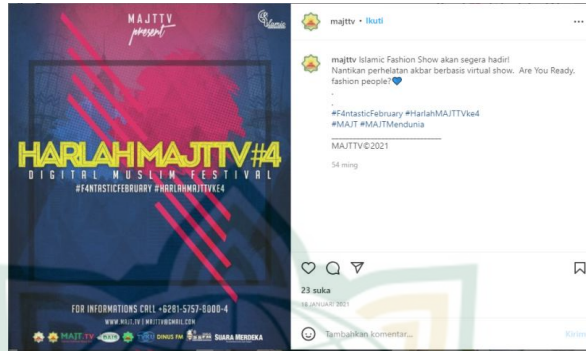 MAJTTV
present
Islamic
HARLAH MAJTTV#4
DIGITAL MUSLIM FESTIVAL
#F4NTASTICFEBRUARY #HARLAHMAJTTVKE4
FOR INFORMATIONS CALL +6281-5757-8000-4
WWW.MAJT.TV | MAJTTV@GMAIL.COM
MAJT TV
DINUS FM
SUARA MERDEKA
majttv • Ikuti
majttv Islamic Fashion Show akan segera hadir!
Nantikan perhelatan akbar berbasis virtual show. Are You Ready,
fashion people?💙
.
.
#F4ntasticFebruary #HarlahMAJTTVke4
#MAJT #MAJTMendunia
MAJTTV©2021
54 ming
23 suka
18 JANUARI 2021
Tambahkan komentar...
Kirim